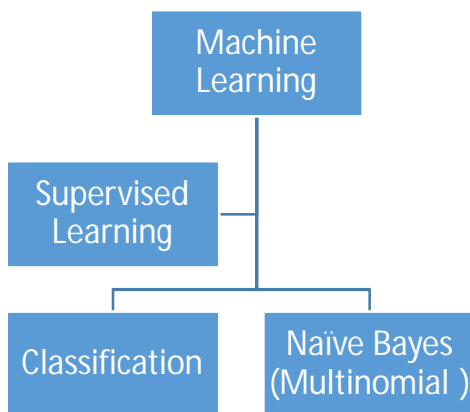 Machine
Learning
Supervised
Learning
Classification
Naïve Bayes
(Multinomial )